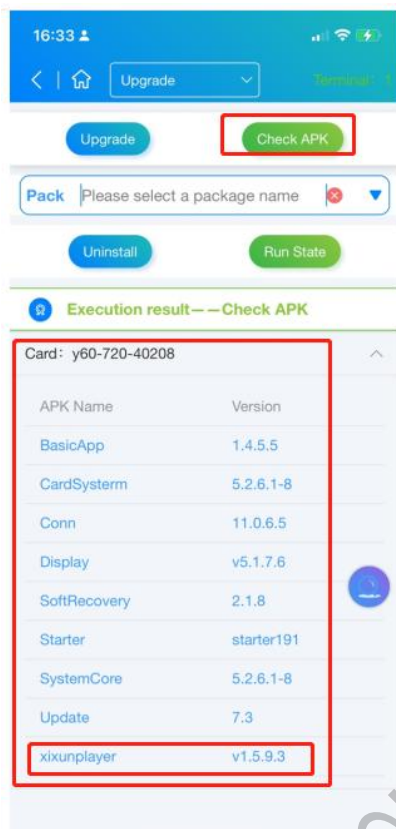 16:33
Upgrade
Terminal: 1
Upgrade Check APK
Pack Please select a package name
Uninstall Run State
Execution result——Check APK
Card: y60-720-40208
APK Name Version
BasicApp 1.4.5.5
CardSysterm 5.2.6.1-8
Conn 11.0.6.5
Display v5.1.7.6
SoftRecovery 2.1.8
Starter starter191
SystemCore 5.2.6.1-8
Update 7.3
xixunplayer v1.5.9.3